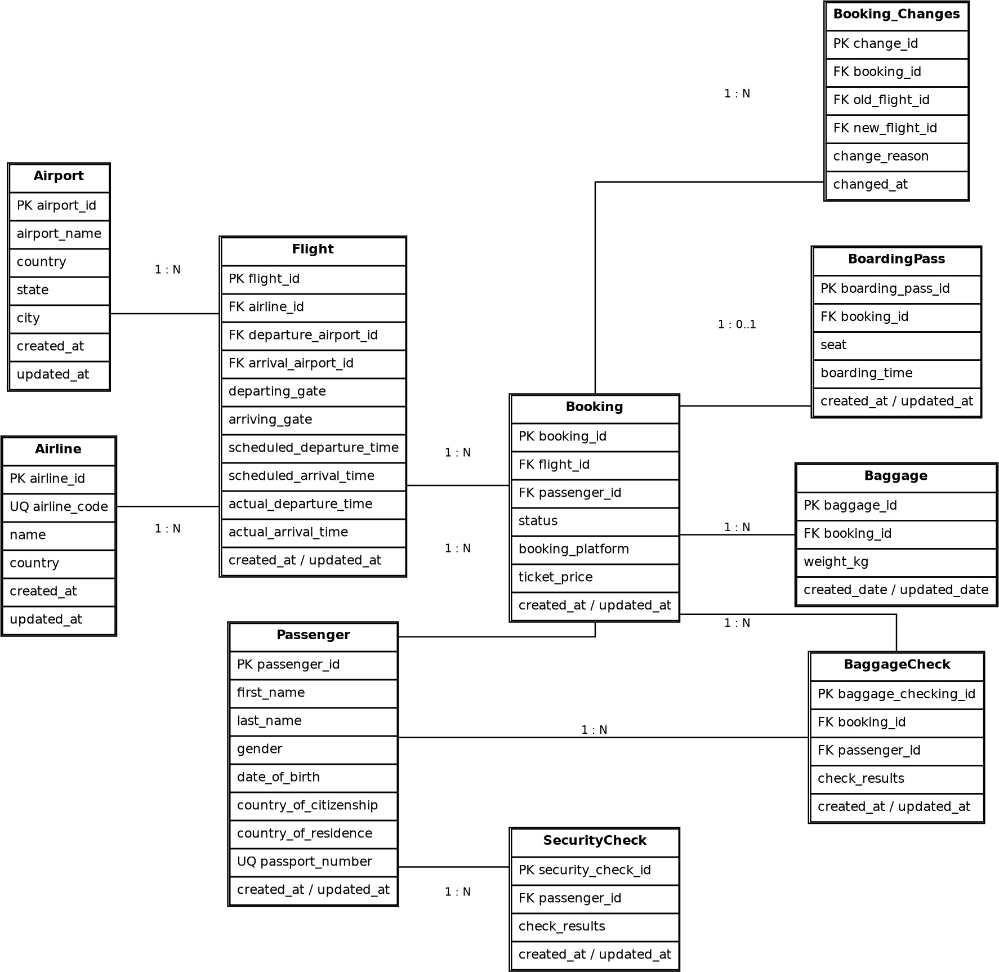 Booking_Changes
PK change_id
FK booking_id
FK old_flight_id
FK new_flight_id
change_reason
changed_at
1 : N
Airport
PK airport_id
airport_name
country
state
city
created_at
updated_at
1 : N
Flight
PK flight_id
FK airline_id
FK departure_airport_id
FK arrival_airport_id
departing_gate
arriving_gate
scheduled_departure_time
scheduled_arrival_time
actual_departure_time
actual_arrival_time
created_at / updated_at
BoardingPass
PK boarding_pass_id
FK booking_id
seat
boarding_time
created_at / updated_at
1 : 0..1
Airline
PK airline_id
UQ airline_code
name
country
created_at
updated_at
1 : N
1 : N
1 : N
Booking
PK booking_id
FK flight_id
FK passenger_id
status
booking_platform
ticket_price
created_at / updated_at
1 : N
Baggage
PK baggage_id
FK booking_id
weight_kg
created_date / updated_date
1 : N
Passenger
PK passenger_id
first_name
last_name
gender
date_of_birth
country_of_citizenship
country_of_residence
UQ passport_number
created_at / updated_at
1 : N
BaggageCheck
PK baggage_checking_id
FK booking_id
FK passenger_id
check_results
created_at / updated_at
1 : N
SecurityCheck
PK security_check_id
FK passenger_id
check_results
created_at / updated_at